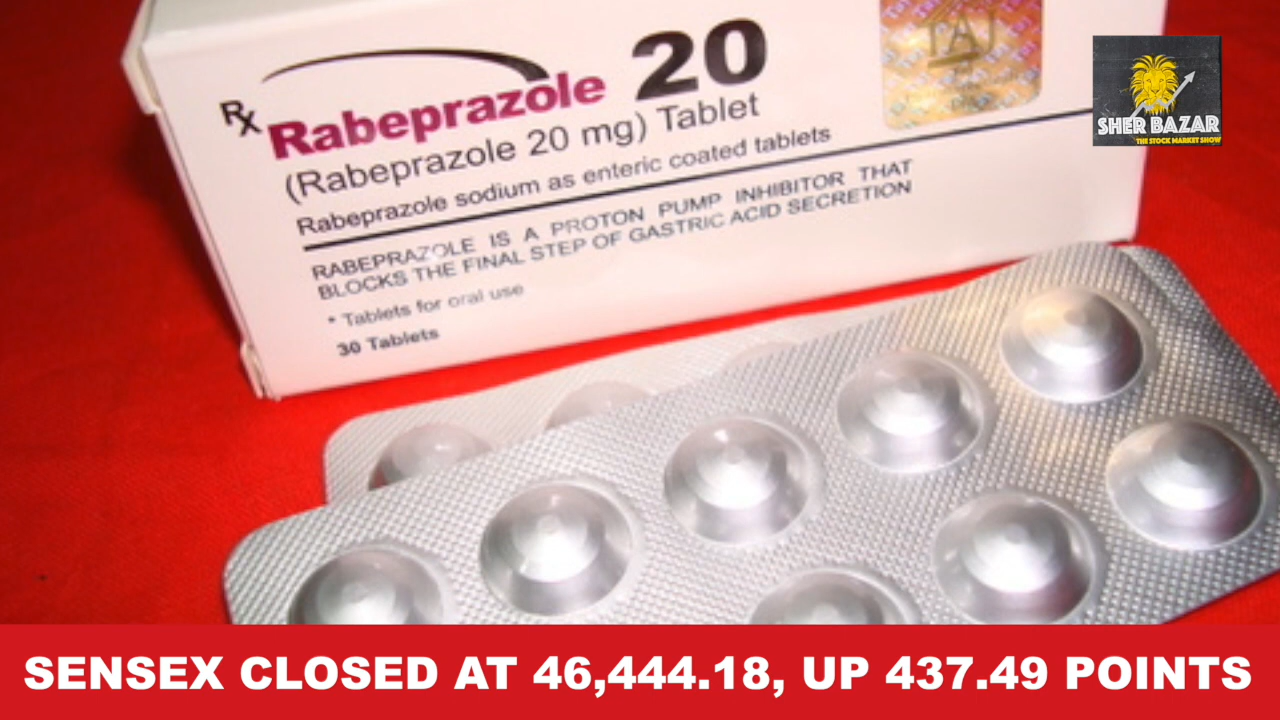 Rx
Rabeprazole 20
(Rabeprazole 20 mg) Tablet
Rabeprazole sodium as enteric coated tablets
RABEPRAZOLE IS A PROTON PUMP INHIBITOR THAT
BLOCKS THE FINAL STEP OF GASTRIC ACID SECRETION
* Tablets for oral use
30 Tablets
TAJ
SHER BAZAR
THE STOCK MARKET SHOW
SENSEX CLOSED AT 46,444.18, UP 437.49 POINTS